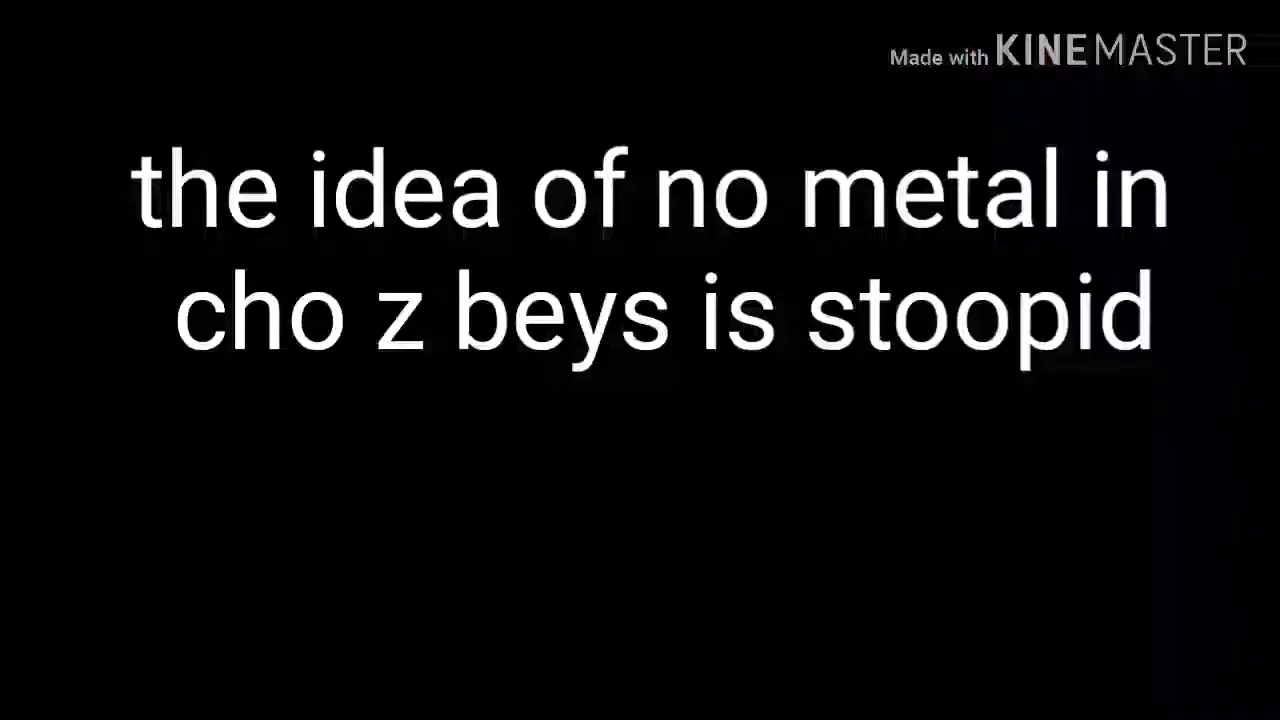 Made with KINEMASTER
the idea of no metal in
cho z beys is stoopid